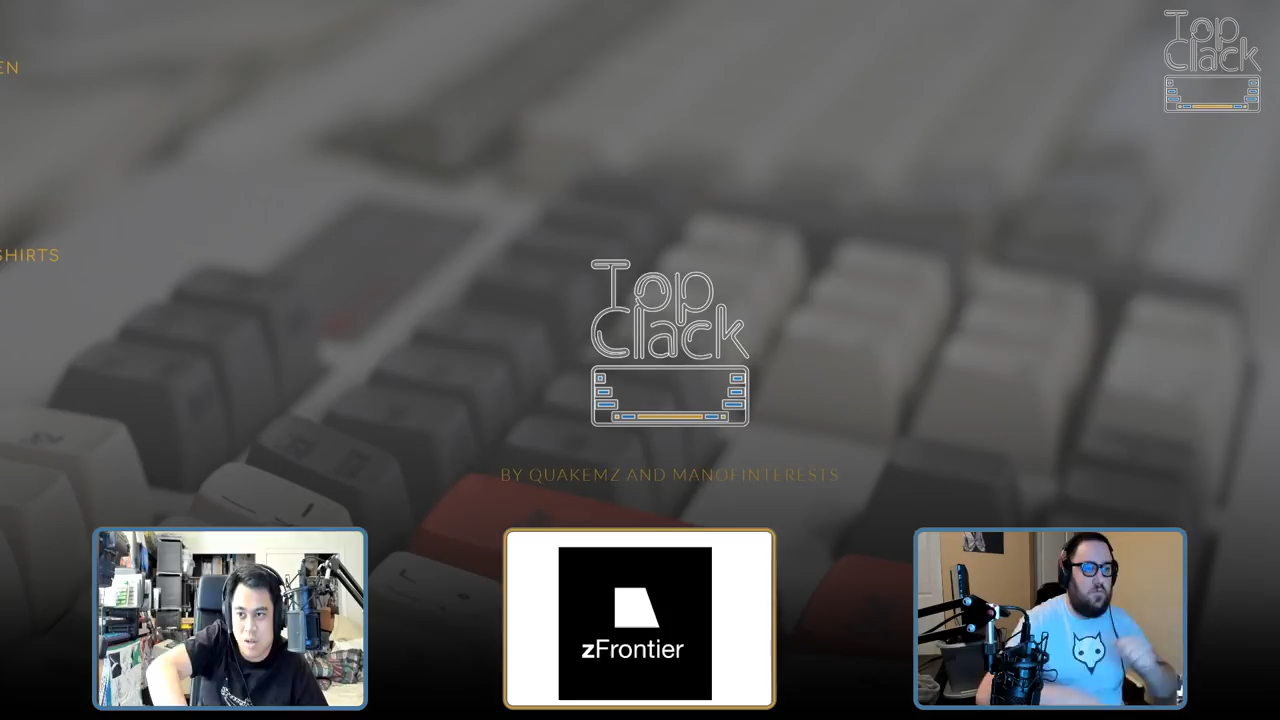 Top
Clack
EN
SHIRTS
Top
Clack
BY QUAKEMZ AND MANOFINTERESTS
zFrontier